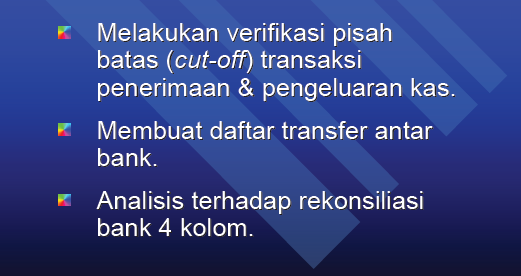 Melakukan verifikasi pisah
batas (cut-off) transaksi
penerimaan & pengeluaran kas.
Membuat daftar transfer antar
bank.
Analisis terhadap rekonsiliasi
bank 4 kolom.